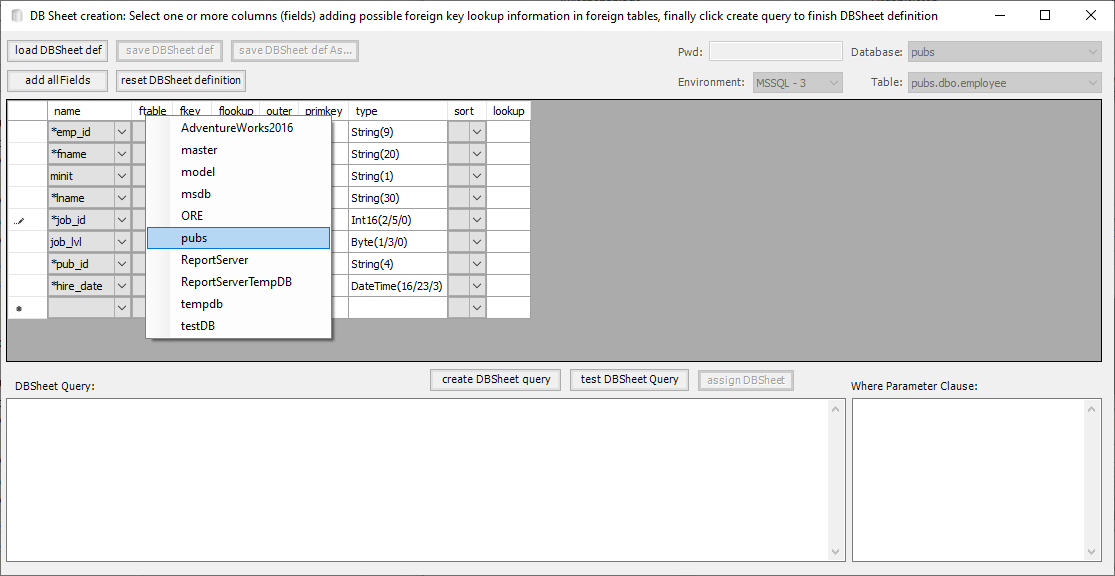 DB Sheet creation: Select one or more columns (fields) adding possible foreign key lookup information in foreign tables, finally click create query to finish DBSheet definition
load DBSheet def save DBSheet def save DBSheet def As... Pwd: Database: pubs
add all Fields reset DBSheet definition Environment: MSSQL - 3 Table: pubs.dbo.employee
name ftable fkey flookup outer primkey type sort lookup
*emp_id String(9)
*fname String(20)
minit String(1)
*lname String(30)
*job_id Int16(2/5/0)
job_lvl Byte(1/3/0)
*pub_id String(4)
*hire_date DateTime(16/23/3)
AdventureWorks2016
master
model
msdb
ORE
pubs
ReportServer
ReportServerTempDB
tempdb
testDB
DBSheet Query: create DBSheet query test DBSheet Query assign DBSheet Where Parameter Clause: